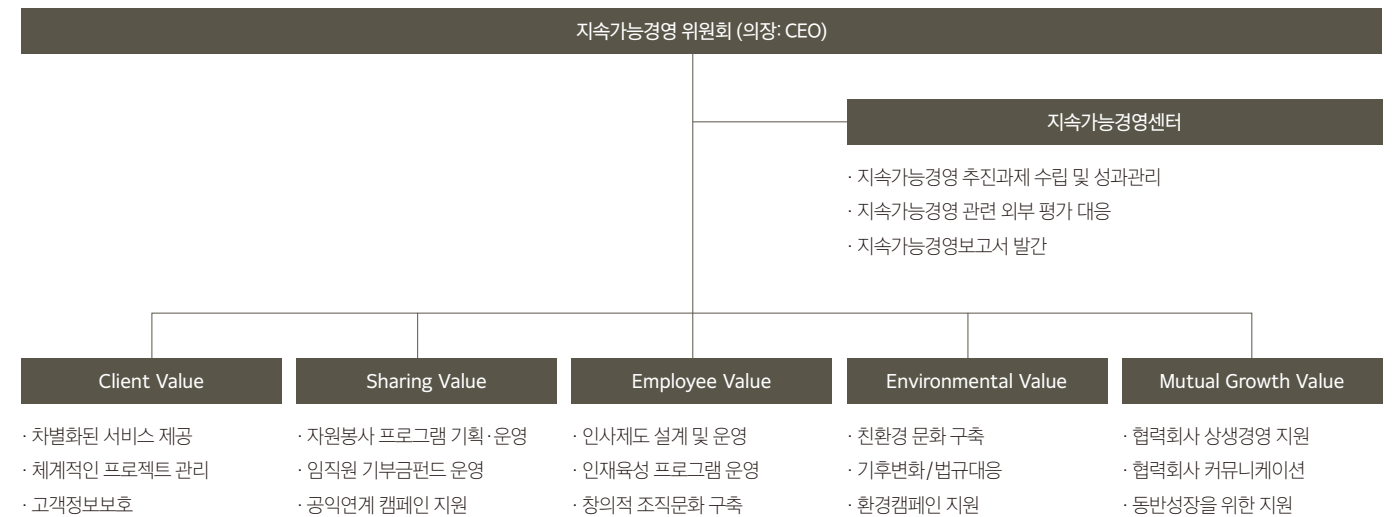 지속가능경영 위원회 (의장: CEO)
지속가능경영센터
· 지속가능경영 추진과제 수립 및 성과관리
· 지속가능경영 관련 외부 평가 대응
· 지속가능경영보고서 발간
Client Value
· 차별화된 서비스 제공
· 체계적인 프로젝트 관리
· 고객정보보호
Sharing Value
· 자원봉사 프로그램 기획·운영
· 임직원 기부금펀드 운영
· 공익연계 캠페인 지원
Employee Value
· 인사제도 설계 및 운영
· 인재육성 프로그램 운영
· 창의적 조직문화 구축
Environmental Value
· 친환경 문화 구축
· 기후변화/법규대응
· 환경캠페인 지원
Mutual Growth Value
· 협력회사 상생경영 지원
· 협력회사 커뮤니케이션
· 동반성장을 위한 지원